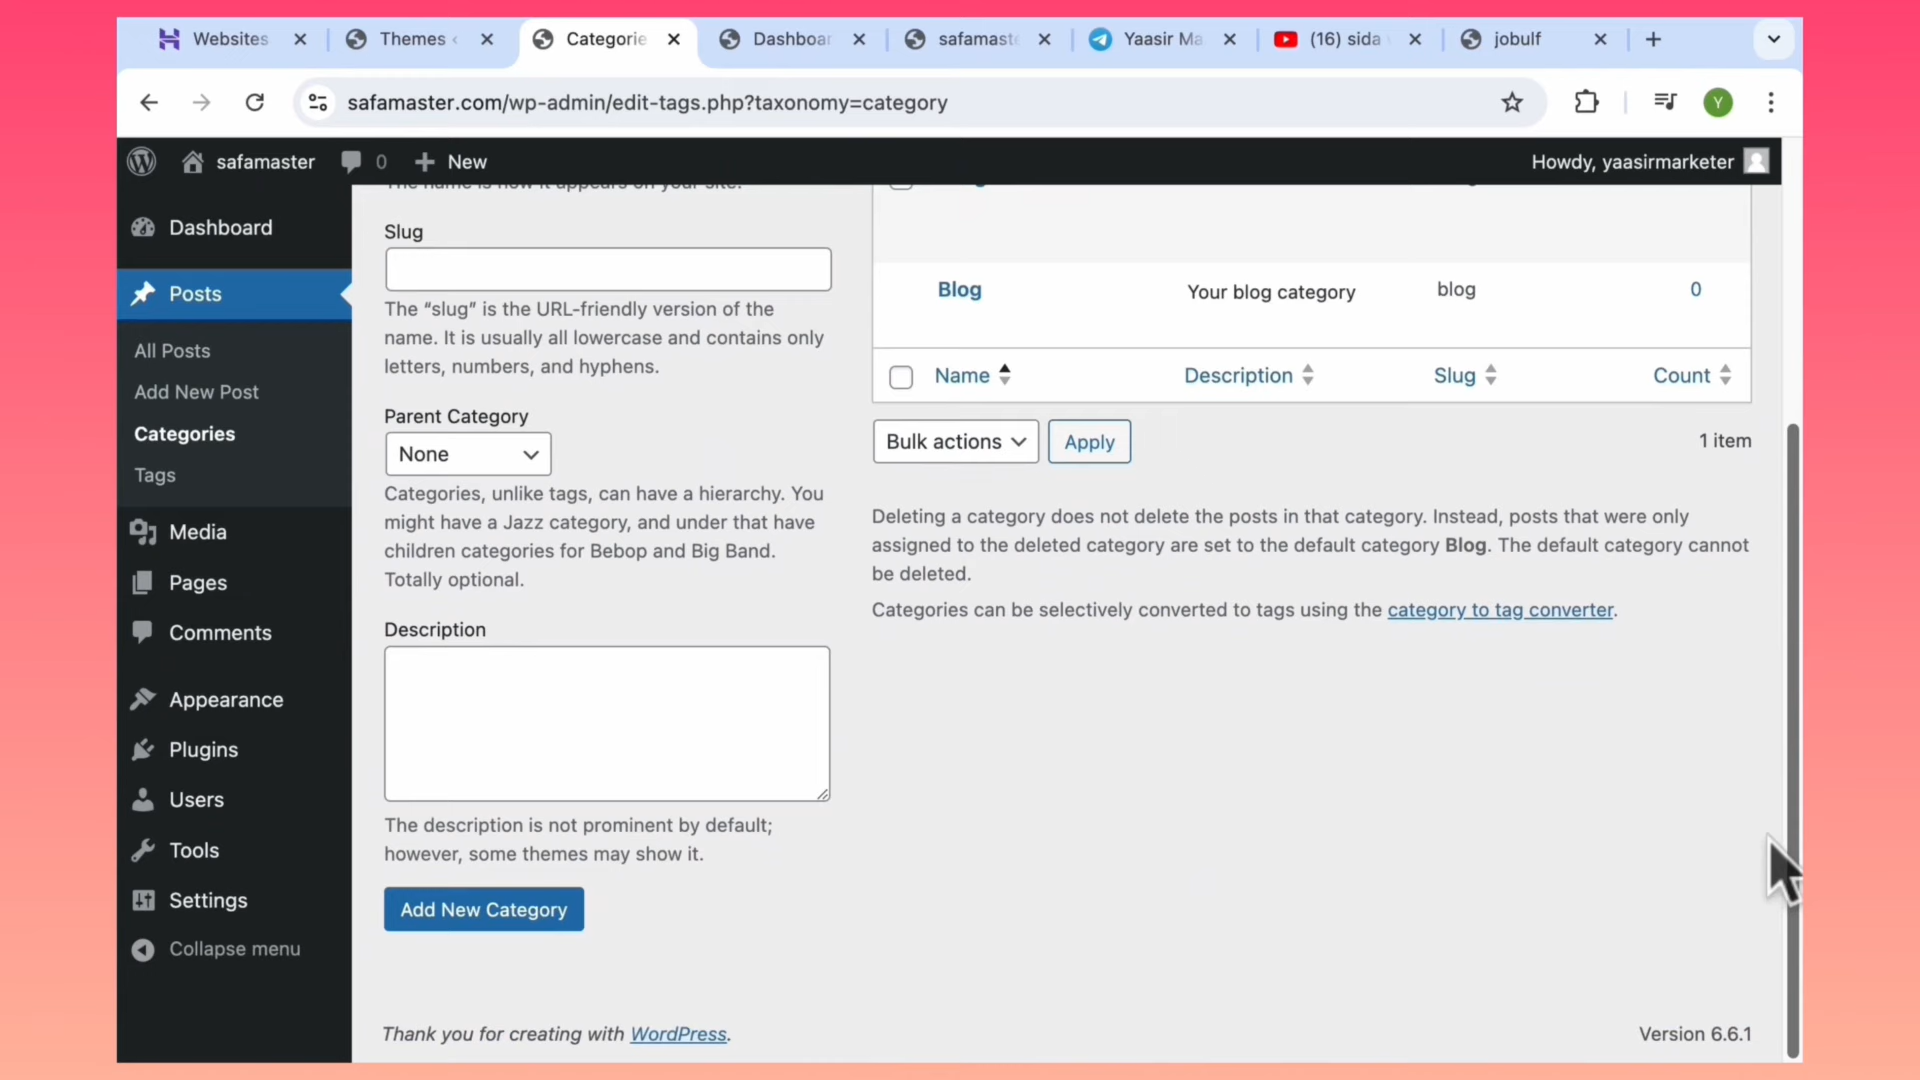 Websites
Themes
Categorie
Dashboar
safamast
Yaasir Ma
(16) sida
jobulf
safamaster.com/wp-admin/edit-tags.php?taxonomy=category
Y
safamaster
0
New
Howdy, yaasirmarketer
Dashboard
Posts
All Posts
Add New Post
Categories
Tags
Media
Pages
Comments
Appearance
Plugins
Users
Tools
Settings
Collapse menu
The name is how it appears on your site.
Slug
The “slug” is the URL-friendly version of the
name. It is usually all lowercase and contains only
letters, numbers, and hyphens.
Parent Category
None
Categories, unlike tags, can have a hierarchy. You
might have a Jazz category, and under that have
children categories for Bebop and Big Band.
Totally optional.
Description
The description is not prominent by default;
however, some themes may show it.
Add New Category
Blog Your blog category blog 0
Name Description Slug Count
Bulk actions Apply 1 item
Deleting a category does not delete the posts in that category. Instead, posts that were only
assigned to the deleted category are set to the default category Blog. The default category cannot
be deleted.
Categories can be selectively converted to tags using the category to tag converter.
Thank you for creating with WordPress.
Version 6.6.1